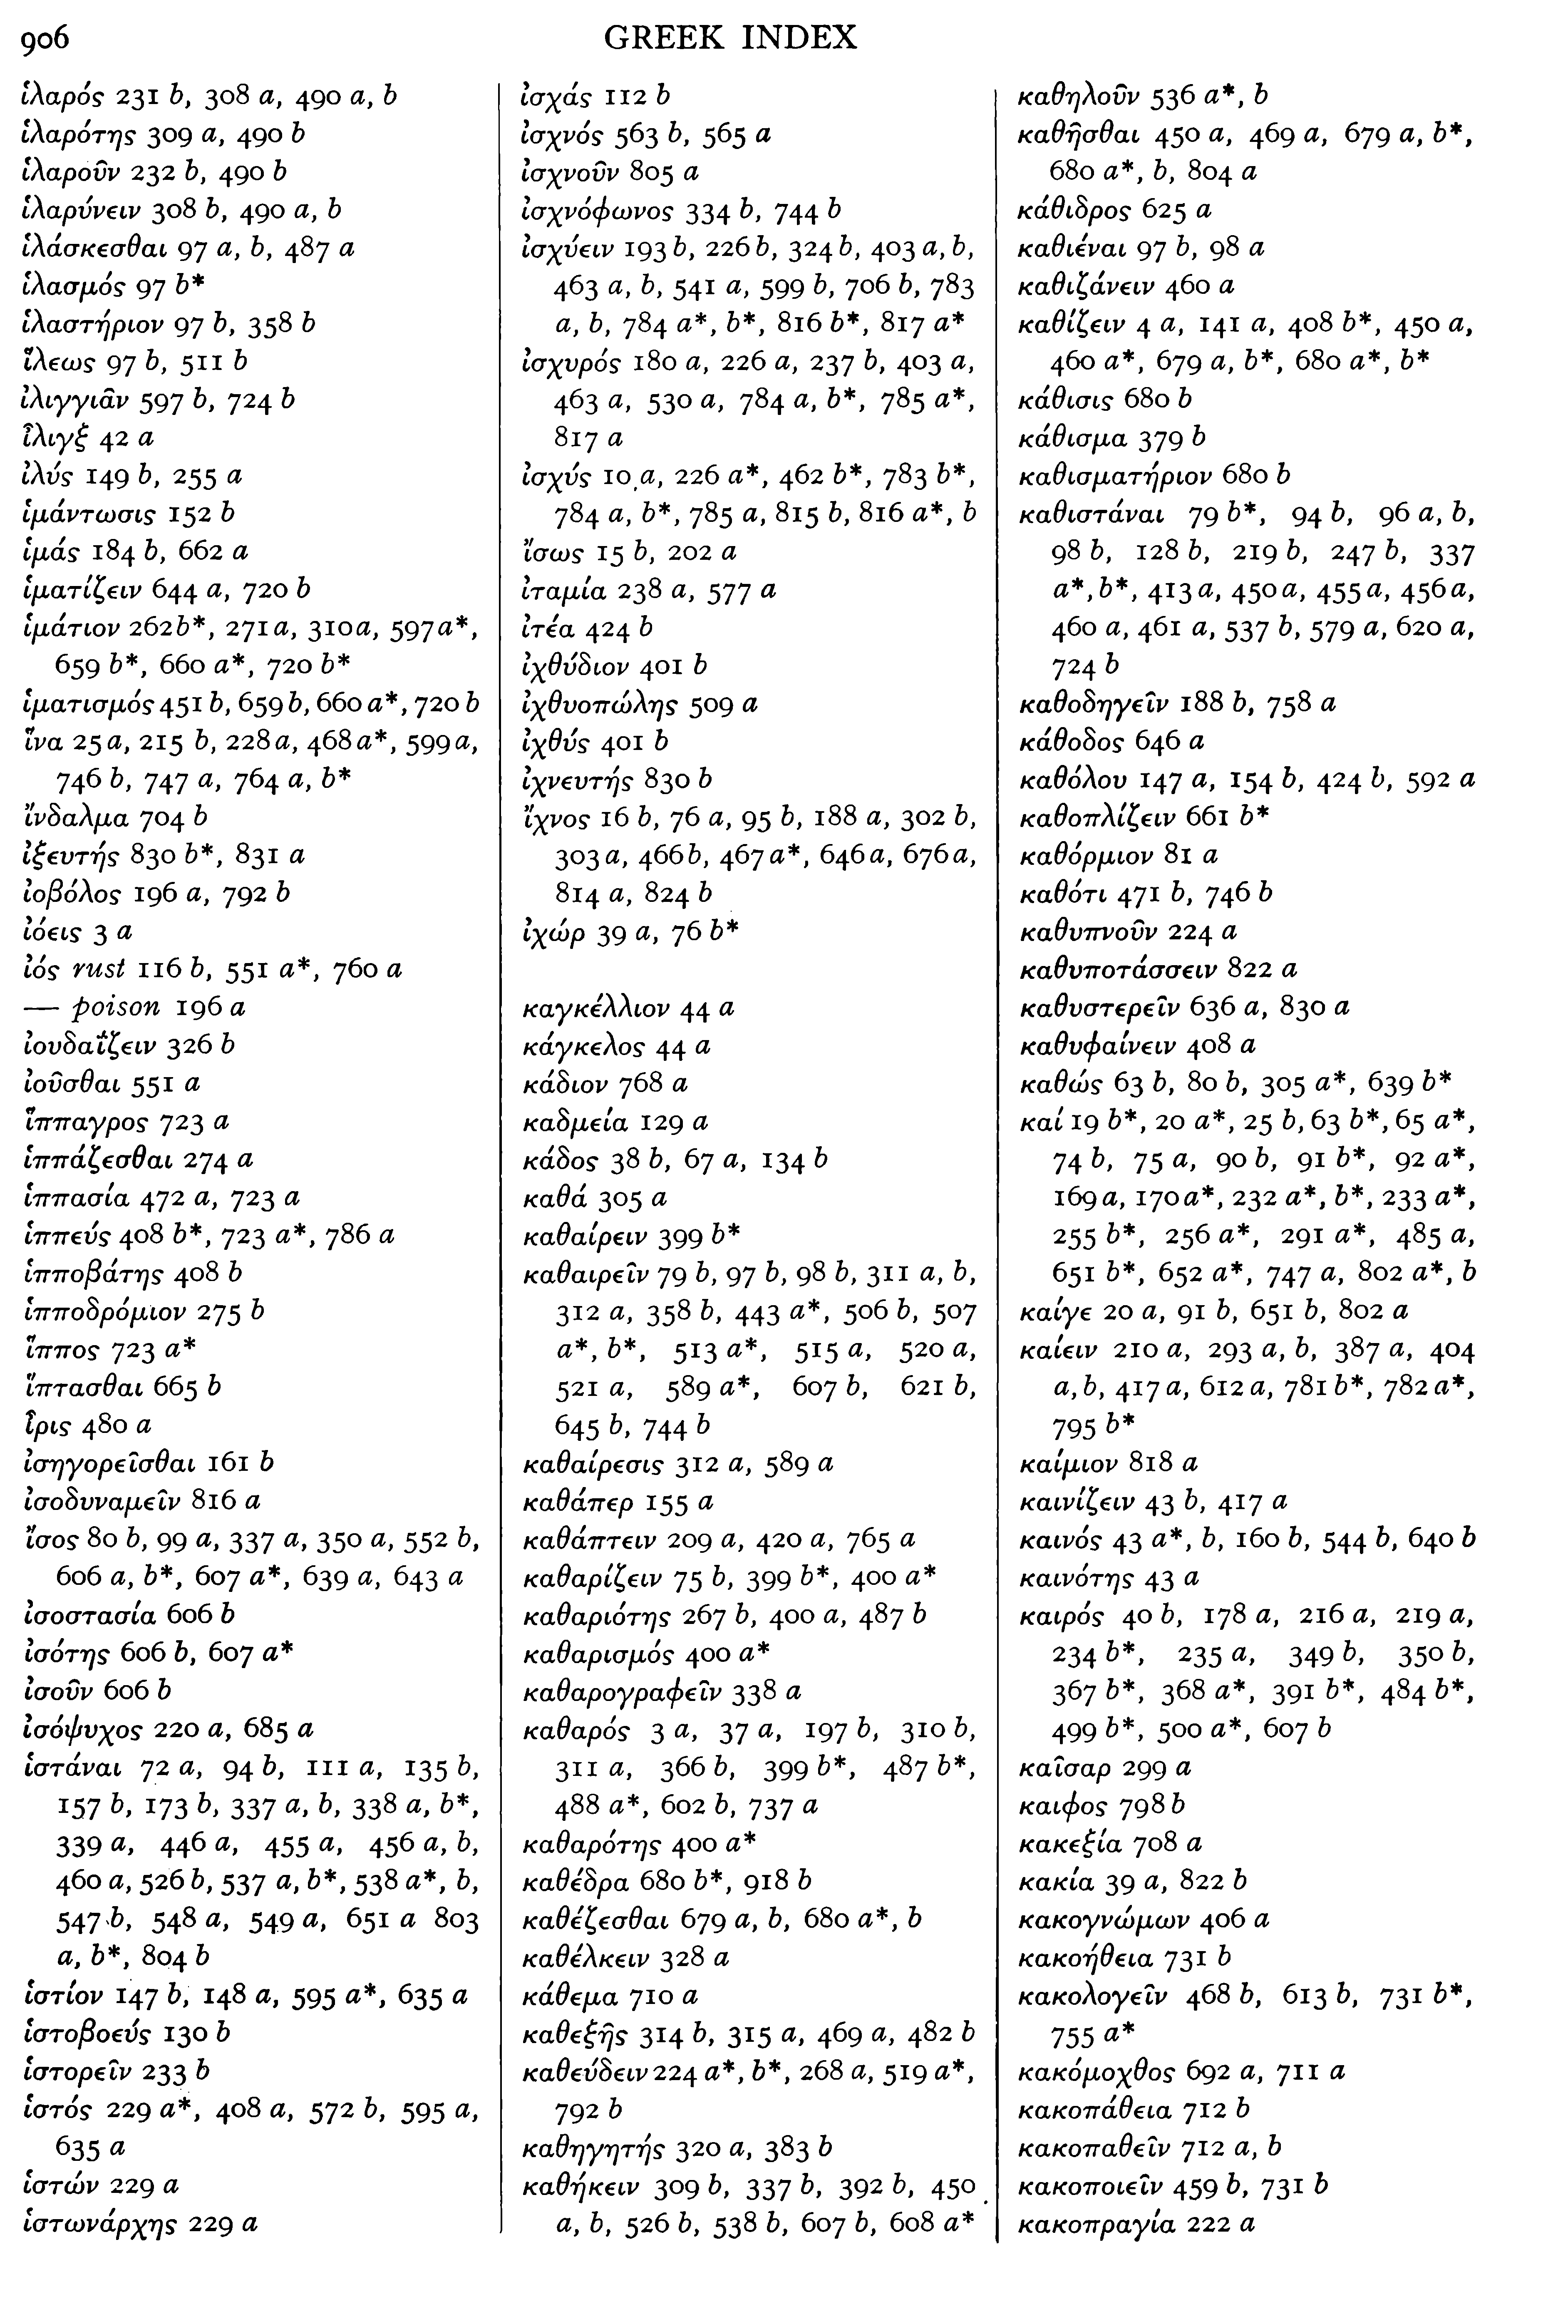 906
GREEK INDEX
ἱλαρός 231 b, 308 a, 490 a, b
ἱλαρότης 309 a, 490 b
ἱλαροῦν 232 b, 490 b
ἱλαρύνειν 308 b, 490 a, b
ἱλάσκεσθαι 97 a, b, 487 a
ἱλασμός 97 b*
ἱλαστήριον 97 b, 358 b
ἵλεως 97 b, 511 b
ἰλιγγιᾶν 597 b, 724 b
ἶλιγξ 42 a
ἰλύς 149 b, 255 a
ἱμάντωσις 152 b
ἱμάς 184 b, 662 a
ἱματίζειν 644 a, 720 b
ἱμάτιον 262 b*, 271 a, 310 a, 597 a*,
659 b*, 660 a*, 720 b*
ἱματισμός 451 b, 659 b, 660 a*, 720 b
ἵνα 25 a, 215 b, 228 a, 468 a*, 599 a,
746 b, 747 a, 764 a, b*
ἴνδαλμα 704 b
ἰξευτής 830 b*, 831 a
ἰοβόλος 196 a, 792 b
ἰόεις 3 a
ἰός rust 116 b, 551 a*, 760 a
— poison 196 a
ἰουδαΐζειν 326 b
ἰοῦσθαι 551 a
ἵππαγρος 723 a
ἱππάζεσθαι 274 a
ἱππασία 472 a, 723 a
ἱππεύς 408 b*, 723 a*, 786 a
ἱπποβάτης 408 b
ἱπποδρόμιον 275 b
ἵππος 723 a*
ἵπτασθαι 665 b
ἶρις 480 a
ἰσηγορεῖσθαι 161 b
ἰσοδυναμεῖν 816 a
ἴσος 80 b, 99 a, 337 a, 350 a, 552 b,
606 a, b*, 607 a*, 639 a, 643 a
ἰσοστασία 606 b
ἰσότης 606 b, 607 a*
ἰσοῦν 606 b
ἰσόψυχος 220 a, 685 a
ἱστάναι 72 a, 94 b, 111 a, 135 b,
157 b, 173 b, 337 a, b, 338 a, b*,
339 a, 446 a, 455 a, 456 a, b,
460 a, 526 b, 537 a, b*, 538 a*, b,
547 b, 548 a, 549 a, 651 a 803
a, b*, 804 b
ἱστίον 147 b, 148 a, 595 a*, 635 a
ἱστοβοεύς 130 b
ἱστορεῖν 233 b
ἱστός 229 a*, 408 a, 572 b, 595 a,
635 a
ἱστών 229 a
ἱστωνάρχης 229 a
ἰσχάς 112 b
ἰσχνός 563 b, 565 a
ἰσχνοῦν 805 a
ἰσχνόφωνος 334 b, 744 b
ἰσχύειν 193 b, 226 b, 324 b, 403 a, b,
463 a, b, 541 a, 599 b, 706 b, 783
a, b, 784 a*, b*, 816 b*, 817 a*
ἰσχυρός 180 a, 226 a, 237 b, 403 a,
463 a, 530 a, 784 a, b*, 785 a*,
817 a
ἰσχύς 10 a, 226 a*, 462 b*, 783 b*,
784 a, b*, 785 a, 815 b, 816 a*, b
ἴσως 15 b, 202 a
ἰταμία 238 a, 577 a
ἰτέα 424 b
ἰχθύδιον 401 b
ἰχθυοπώλης 509 a
ἰχθύς 401 b
ἰχνευτής 830 b
ἴχνος 16 b, 76 a, 95 b, 188 a, 302 b,
303 a, 466 b, 467 a*, 646 a, 676 a,
814 a, 824 b
ἰχώρ 39 a, 76 b*
καγκέλλιον 44 a
κάγκελος 44 a
κάδιον 768 a
καδμεία 129 a
κάδος 38 b, 67 a, 134 b
καθά 305 a
καθαίρειν 399 b*
καθαιρεῖν 79 b, 97 b, 98 b, 311 a, b,
312 a, 358 b, 443 a*, 506 b, 507
a*, b*, 513 a*, 515 a, 520 a,
521 a, 589 a*, 607 b, 621 b,
645 b, 744 b
καθαίρεσις 312 a, 589 a
καθάπερ 155 a
καθάπτειν 209 a, 420 a, 765 a
καθαρίζειν 75 b, 399 b*, 400 a*
καθαριότης 267 b, 400 a, 487 b
καθαρισμός 400 a*
καθαρογραφεῖν 338 a
καθαρός 3 a, 37 a, 197 b, 310 b,
311 a, 366 b, 399 b*, 487 b*,
488 a*, 602 b, 737 a
καθαρότης 400 a*
καθέδρα 680 b*, 918 b
καθέζεσθαι 679 a, b, 680 a*, b
καθέλκειν 328 a
κάθεμα 710 a
καθεξῆς 314 b, 315 a, 469 a, 482 b
καθεύδειν 224 a*, b*, 268 a, 519 a*,
792 b
καθηγητής 320 a, 383 b
καθήκειν 309 b, 337 b, 392 b, 450
a, b, 526 b, 538 b, 607 b, 608 a*
καθηλοῦν 536 a*, b
καθῆσθαι 450 a, 469 a, 679 a, b*,
680 a*, b, 804 a
κάθιδρος 625 a
καθιέναι 97 b, 98 a
καθιζάνειν 460 a
καθίζειν 4 a, 141 a, 408 b*, 450 a,
460 a*, 679 a, b*, 680 a*, b*
κάθισις 680 b
κάθισμα 379 b
καθισματήριον 680 b
καθιστάναι 79 b*, 94 b, 96 a, b,
98 b, 128 b, 219 b, 247 b, 337
a*, b*, 413 a, 450 a, 455 a, 456 a,
460 a, 461 a, 537 b, 579 a, 620 a,
724 b
καθοδηγεῖν 188 b, 758 a
κάθοδος 646 a
καθόλου 147 a, 154 b, 424 b, 592 a
καθοπλίζειν 661 b*
καθόρμιον 81 a
καθότι 471 b, 746 b
καθυπνοῦν 224 a
καθυποτάσσειν 822 a
καθυστερεῖν 636 a, 830 a
καθυφαίνειν 408 a
καθώς 63 b, 80 b, 305 a*, 639 b*
καί 19 b*, 20 a*, 25 b, 63 b*, 65 a*,
74 b, 75 a, 90 b, 91 b*, 92 a*,
169 a, 170 a*, 232 a*, b*, 233 a*,
255 b*, 256 a*, 291 a*, 485 a,
651 b*, 652 a*, 747 a, 802 a*, b
καίγε 20 a, 91 b, 651 b, 802 a
καίειν 210 a, 293 a, b, 387 a, 404
a, b, 417 a, 612 a, 781 b*, 782 a*,
795 b*
καίμιον 818 a
καινίζειν 43 b, 417 a
καινός 43 a*, b, 160 b, 544 b, 640 b
καινότης 43 a
καιρός 40 b, 178 a, 216 a, 219 a,
234 b*, 235 a, 349 b, 350 b,
367 b*, 368 a*, 391 b*, 484 b*,
499 b*, 500 a*, 607 b
καῖσαρ 299 a
καιφος 798 b
κακεξία 708 a
κακία 39 a, 822 b
κακογνώμων 406 a
κακοήθεια 731 b
κακολογεῖν 468 b, 613 b, 731 b*,
755 a*
κακόμοχθος 692 a, 711 a
κακοπάθεια 712 b
κακοπαθεῖν 712 a, b
κακοποιεῖν 459 b, 731 b
κακοπραγία 222 a